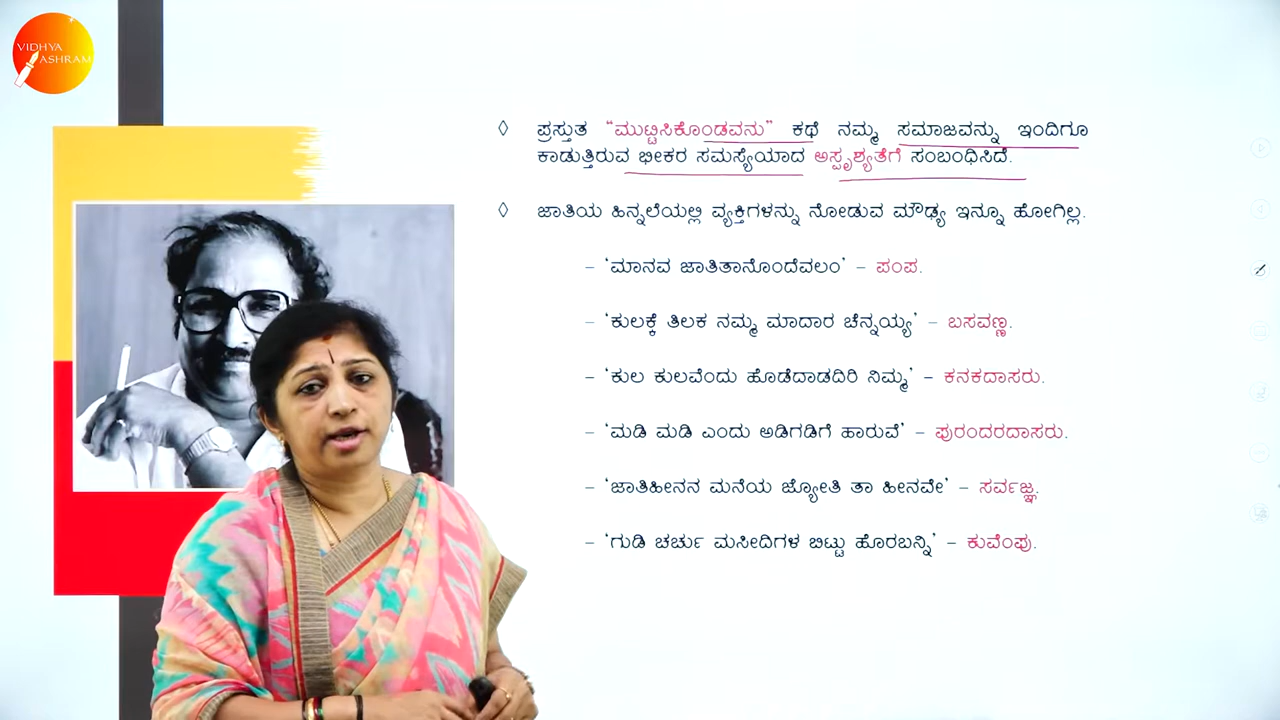 VIDHYA
ASHRAM
◊ ಪ್ರಸ್ತುತ “ಮುಟ್ಟಿಸಿಕೊಂಡವನು” ಕಥೆ ನಮ್ಮ ಸಮಾಜವನ್ನು ಇಂದಿಗೂ
ಕಾಡುತ್ತಿರುವ ಭೀಕರ ಸಮಸ್ಯೆಯಾದ ಅಸ್ಪೃಶ್ಯತೆಗೆ ಸಂಬಂಧಿಸಿದೆ.
◊ ಜಾತಿಯ ಹಿನ್ನಲೆಯಲ್ಲಿ ವ್ಯಕ್ತಿಗಳನ್ನು ನೋಡುವ ಮೌಢ್ಯ ಇನ್ನೂ ಹೋಗಿಲ್ಲ.
– ‘ಮಾನವ ಜಾತಿತಾನೊಂದೆವಲಂ’ – ಪಂಪ.
– ‘ಕುಲಕ್ಕೆ ತಿಲಕ ನಮ್ಮ ಮಾದಾರ ಚೆನ್ನಯ್ಯ’ – ಬಸವಣ್ಣ.
– ‘ಕುಲ ಕುಲವೆಂದು ಹೊಡೆದಾಡದಿರಿ ನಿಮ್ಮ’ – ಕನಕದಾಸರು.
– ‘ಮಡಿ ಮಡಿ ಎಂದು ಅಡಿಗಡಿಗೆ ಹಾರುವೆ’ – ಪುರಂದರದಾಸರು.
– ‘ಜಾತಿಹೀನನ ಮನೆಯ ಜ್ಯೋತಿ ತಾ ಹೀನವೇ’ – ಸರ್ವಜ್ಞ.
– ‘ಗುಡಿ ಚರ್ಚು ಮಸೀದಿಗಳ ಬಿಟ್ಟು ಹೊರಬನ್ನಿ’ – ಕುವೆಂಪು.